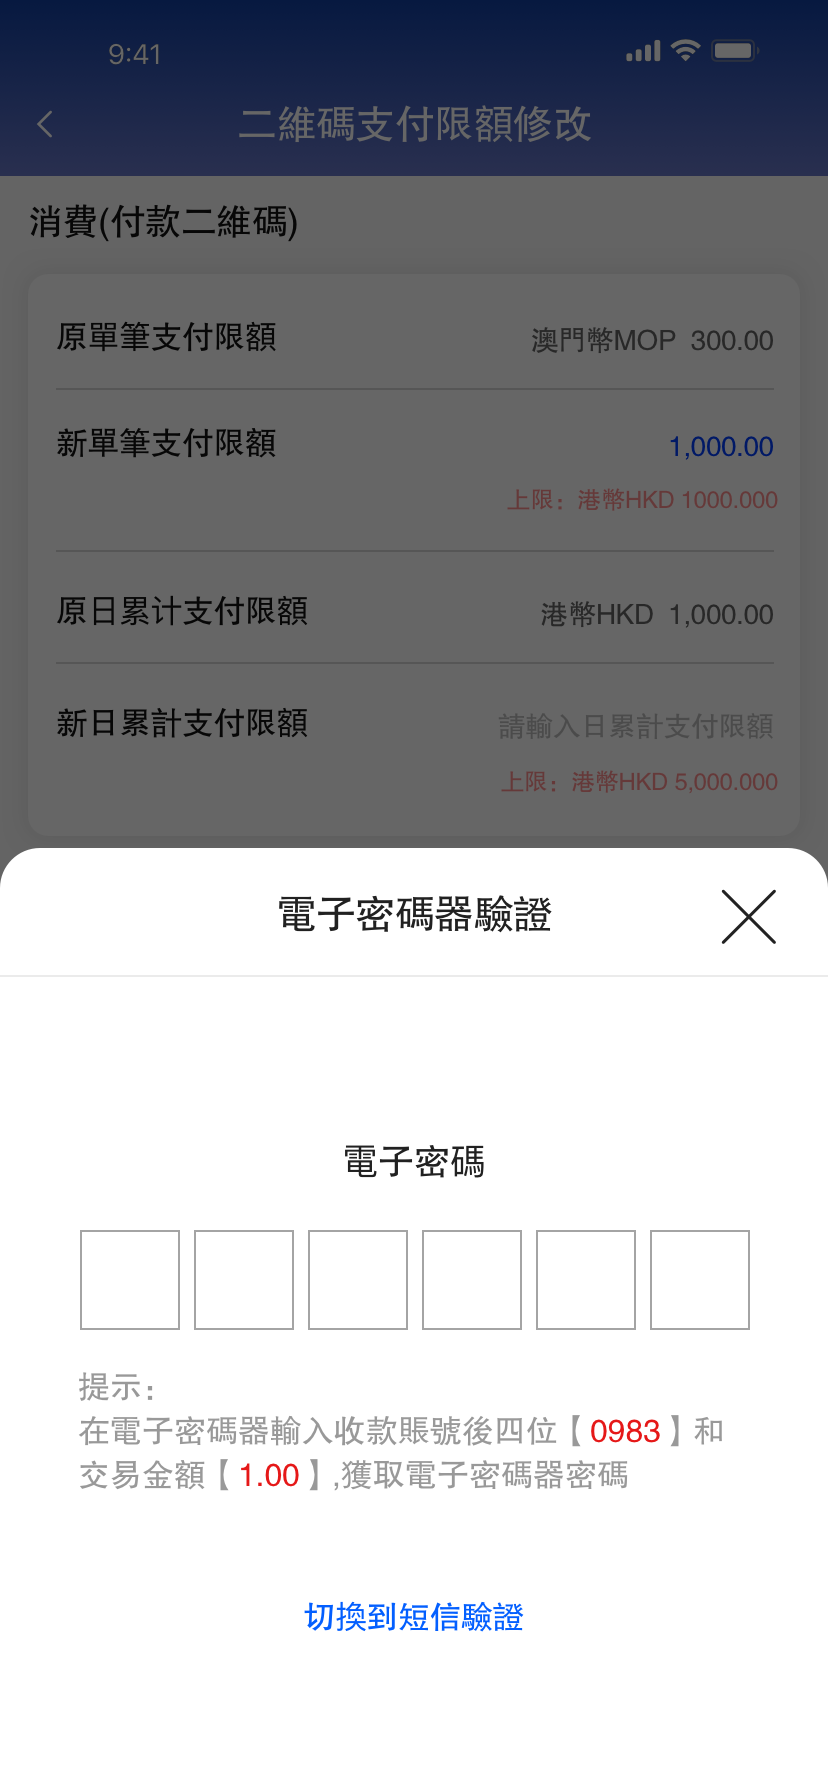 9:41
二維碼支付限額修改
消費(付款二維碼)
原單筆支付限額 澳門幣MOP 300.00
新單筆支付限額 1,000.00
上限：港幣HKD 1000.000
原日累计支付限額 港幣HKD 1,000.00
新日累計支付限額 請輸入日累計支付限額
上限：港幣HKD 5,000.000
電子密碼器驗證
電子密碼
提示：
在電子密碼器輸入收款賬號後四位【0983】和
交易金額【1.00】,獲取電子密碼器密碼
切換到短信驗證